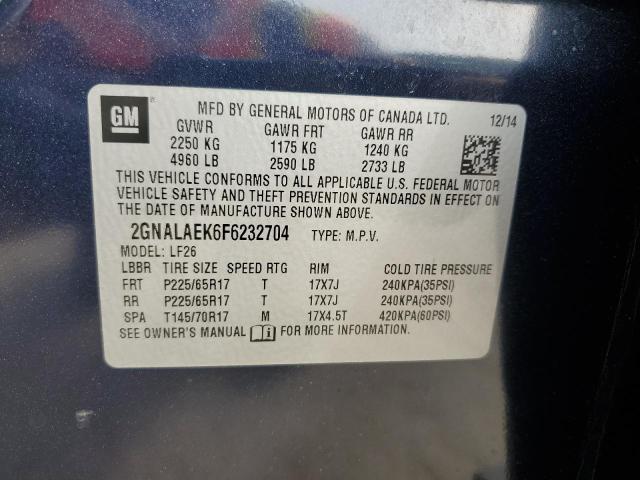 GM ®
MFD BY GENERAL MOTORS OF CANADA LTD. 12/14
GVWR GAWR FRT GAWR RR
2250 KG 1175 KG 1240 KG
4960 LB 2590 LB 2733 LB
THIS VEHICLE CONFORMS TO ALL APPLICABLE U.S. FEDERAL MOTOR
VEHICLE SAFETY AND THEFT PREVENTION STANDARDS IN EFFECT ON
THE DATE OF MANUFACTURE SHOWN ABOVE.
2GNALAEK6F6232704 TYPE: M.P.V.
MODEL: LF26
LBBR TIRE SIZE SPEED RTG RIM COLD TIRE PRESSURE
FRT P225/65R17 T 17X7J 240KPA(35PSI)
RR P225/65R17 T 17X7J 240KPA(35PSI)
SPA T145/70R17 M 17X4.5T 420KPA(60PSI)
SEE OWNER'S MANUAL i FOR MORE INFORMATION.